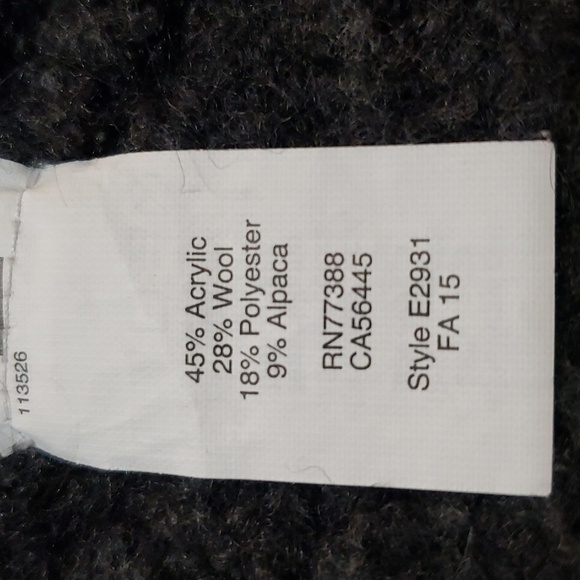 113526
45% Acrylic
28% Wool
18% Polyester
9% Alpaca
RN77388
CA56445
Style E2931
FA 15